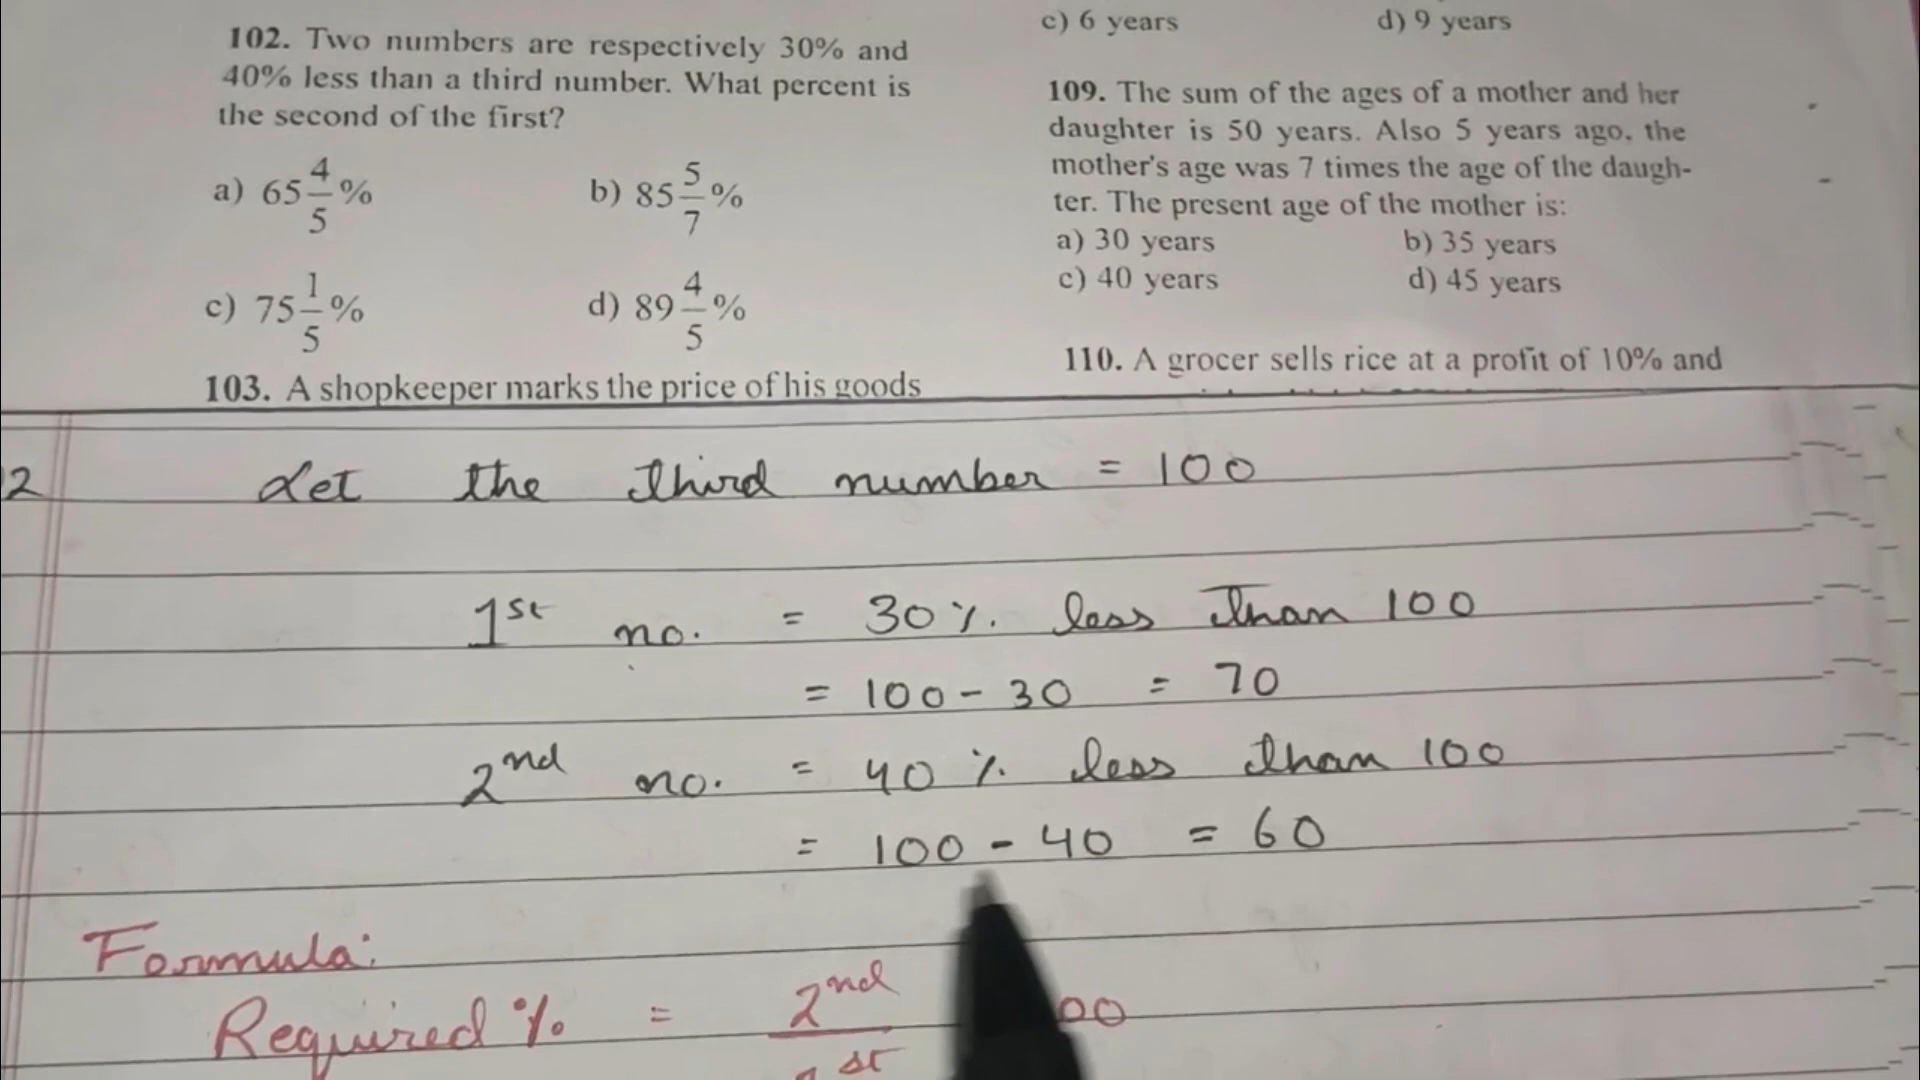 102. Two numbers are respectively 30% and
40% less than a third number. What percent is
the second of the first?
a) 65 4/5 %
b) 85 5/7 %
c) 75 1/5 %
d) 89 4/5 %
103. A shopkeeper marks the price of his goods
c) 6 years
d) 9 years
109. The sum of the ages of a mother and her
daughter is 50 years. Also 5 years ago, the
mother's age was 7 times the age of the daugh-
ter. The present age of the mother is:
a) 30 years
b) 35 years
c) 40 years
d) 45 years
110. A grocer sells rice at a profit of 10% and
2 Let the third number = 100
1st no. = 30% less than 100
= 100 - 30 = 70
2nd no. = 40% less than 100
= 100 - 40 = 60
Formula:
Required % = 2nd 00
st